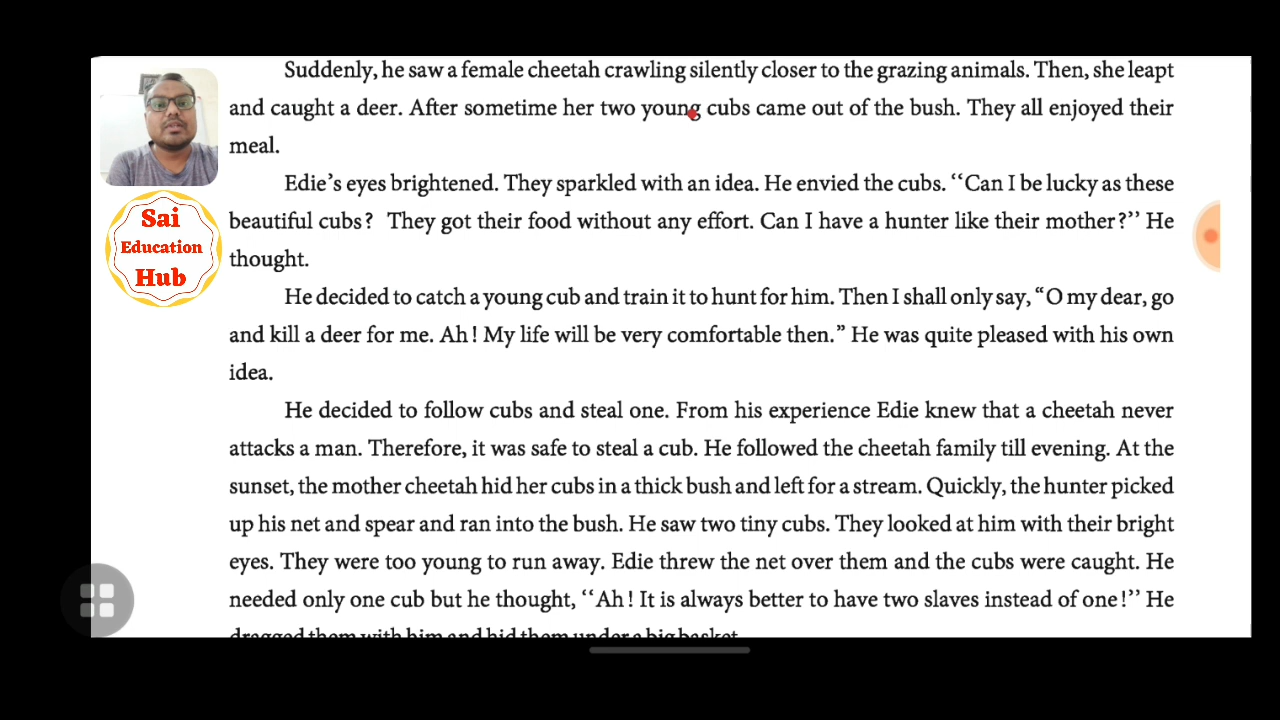 Suddenly, he saw a female cheetah crawling silently closer to the grazing animals. Then, she leapt
and caught a deer. After sometime her two young cubs came out of the bush. They all enjoyed their
meal.
Edie’s eyes brightened. They sparkled with an idea. He envied the cubs. ‘‘Can I be lucky as these
beautiful cubs? They got their food without any effort. Can I have a hunter like their mother?’’ He
thought.
He decided to catch a young cub and train it to hunt for him. Then I shall only say, “O my dear, go
and kill a deer for me. Ah! My life will be very comfortable then.” He was quite pleased with his own
idea.
He decided to follow cubs and steal one. From his experience Edie knew that a cheetah never
attacks a man. Therefore, it was safe to steal a cub. He followed the cheetah family till evening. At the
sunset, the mother cheetah hid her cubs in a thick bush and left for a stream. Quickly, the hunter picked
up his net and spear and ran into the bush. He saw two tiny cubs. They looked at him with their bright
eyes. They were too young to run away. Edie threw the net over them and the cubs were caught. He
needed only one cub but he thought, ‘‘Ah! It is always better to have two slaves instead of one!’’ He
dragged them with him and hid them under a big basket.
Sai
Education
Hub